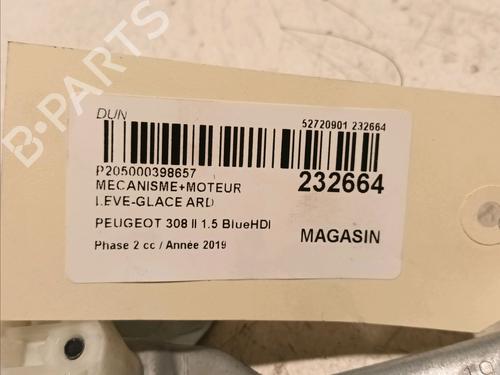 DUN
52720901 232664
P205000398657
232664
MECANISME+MOTEUR
LEVE-GLACE ARD
PEUGEOT 308 II 1.5 BlueHDI
MAGASIN
Phase 2 cc / Année 2019
B-PARTS